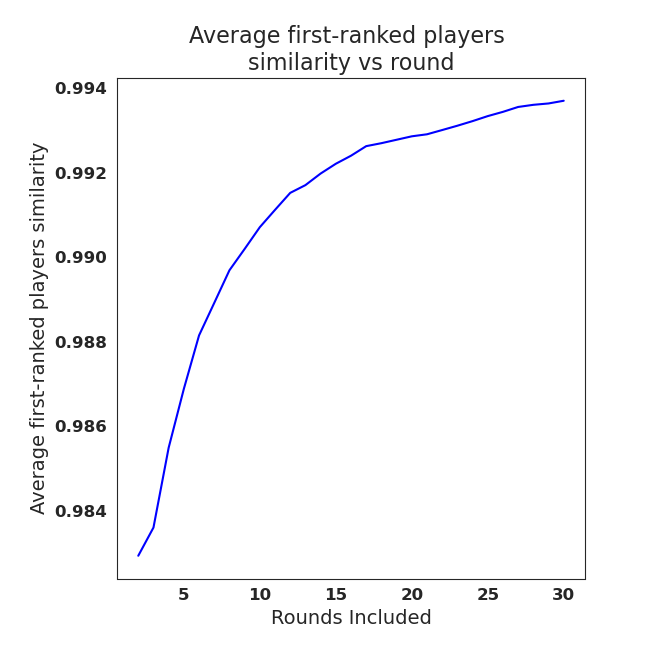 Average first-ranked players
similarity vs round
Average first-ranked players similarity
0.994
0.992
0.990
0.988
0.986
0.984
5 10 15 20 25 30
Rounds Included